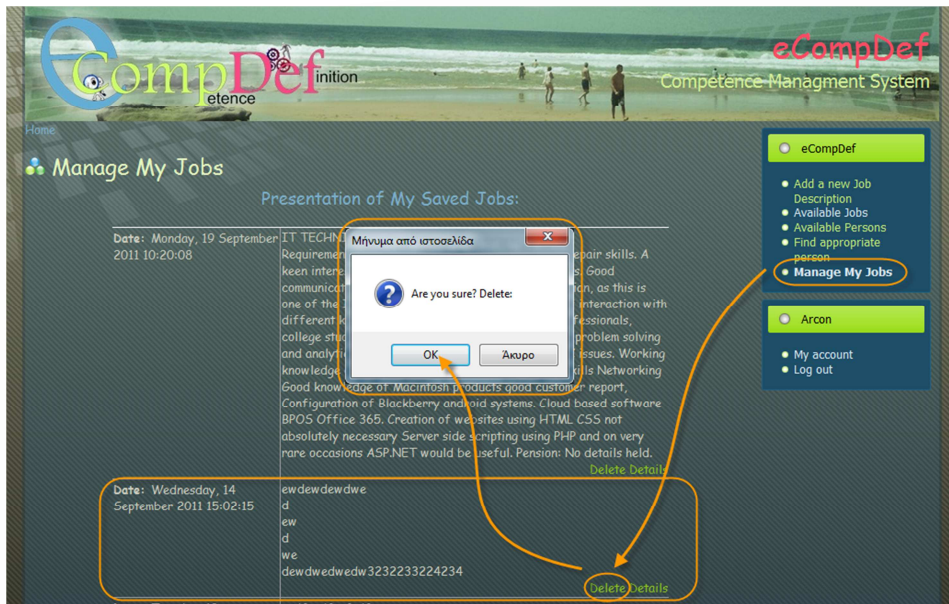 eCompDef
etence
inition
eCompDef
Competence Managment System
Home
Manage My Jobs
Presentation of My Saved Jobs:
Date: Monday, 19 September
2011 10:20:08
IT TECHN
Requiremen
epair skills. A
keen intere
s. Good
communicat
on, as this is
one of the
interaction with
different k
fessionals,
college stu
problem solving
and analyti
issues. Working
knowledge
ills Networking
Good knowledge of Macintosh products good customer report,
Configuration of Blackberry android systems. Cloud based software
BPOS Office 365. Creation of websites using HTML CSS not
absolutely necessary Server side scripting using PHP and on very
rare occasions ASP.NET would be useful. Pension: No details held.
Delete Details
Μήνυμα από ιστοσελίδα
Are you sure? Delete:
OK
Άκυρο
Date: Wednesday, 14
September 2011 15:02:15
ewdewdewdwe
d
ew
d
we
dewdwedwedw3232233224234
Delete Details
eCompDef
Add a new Job
Description
Available Jobs
Available Persons
Find appropriate
person
Manage My Jobs
Arcon
My account
Log out